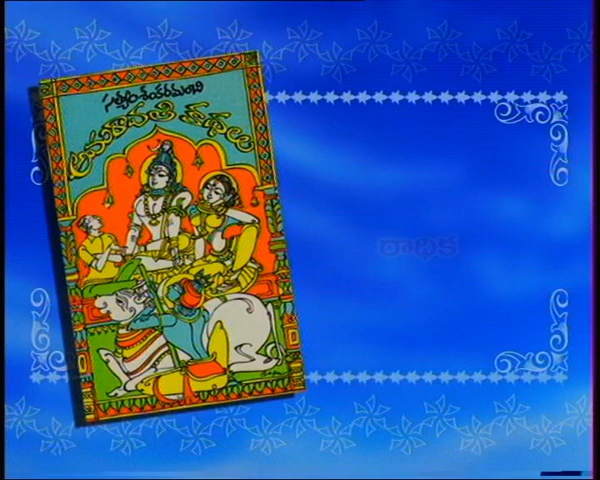 సత్యం శంకరమంచి
అమరావతి కథలు
రాధిక